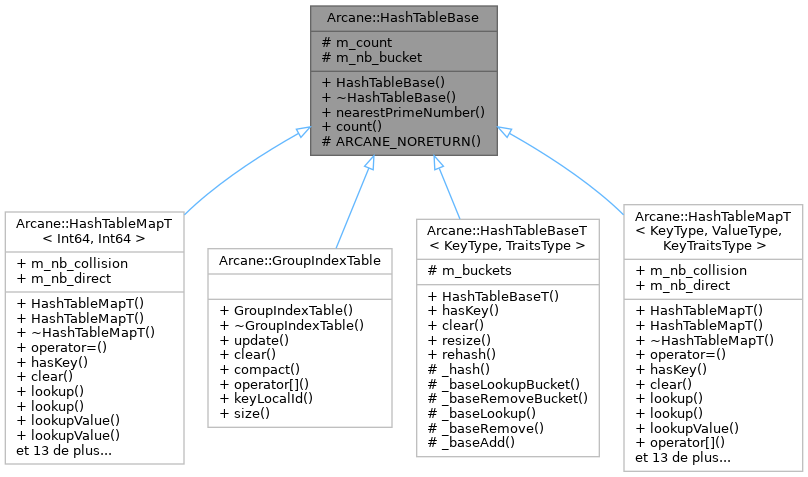 Arcane::HashTableBase
# m_count
# m_nb_bucket
+ HashTableBase()
+ ~HashTableBase()
+ nearestPrimeNumber()
+ count()
# ARCANE_NORETURN()
Arcane::HashTableMapT
< Int64, Int64 >
+ m_nb_collision
+ m_nb_direct
+ HashTableMapT()
+ HashTableMapT()
+ ~HashTableMapT()
+ operator=()
+ hasKey()
+ clear()
+ lookup()
+ lookup()
+ lookupValue()
+ lookupValue()
et 13 de plus...
Arcane::GroupIndexTable
+ GroupIndexTable()
+ ~GroupIndexTable()
+ update()
+ clear()
+ compact()
+ operator[]()
+ keyLocalId()
+ size()
Arcane::HashTableBaseT
< KeyType, TraitsType >
# m_buckets
+ HashTableBaseT()
+ hasKey()
+ clear()
+ resize()
+ rehash()
# _hash()
# _baseLookupBucket()
# _baseRemoveBucket()
# _baseLookup()
# _baseRemove()
# _baseAdd()
Arcane::HashTableMapT
< KeyType, ValueType,
KeyTraitsType >
+ m_nb_collision
+ m_nb_direct
+ HashTableMapT()
+ HashTableMapT()
+ ~HashTableMapT()
+ operator=()
+ hasKey()
+ clear()
+ lookup()
+ lookup()
+ lookupValue()
+ operator[]()
et 13 de plus...